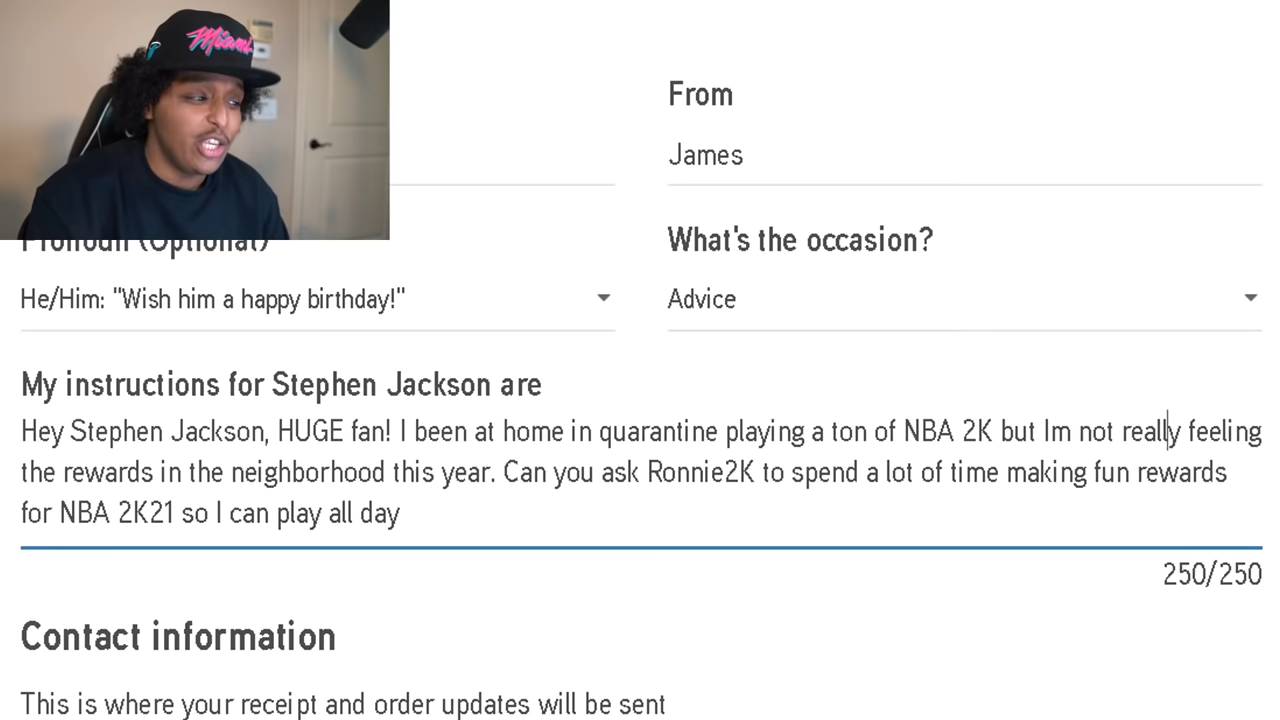 Miami
From
James
Pronoun (Optional)
What's the occasion?
He/Him: "Wish him a happy birthday!"
Advice
My instructions for Stephen Jackson are
Hey Stephen Jackson, HUGE fan! I been at home in quarantine playing a ton of NBA 2K but Im not really feeling
the rewards in the neighborhood this year. Can you ask Ronnie2K to spend a lot of time making fun rewards
for NBA 2K21 so I can play all day
250/250
Contact information
This is where your receipt and order updates will be sent